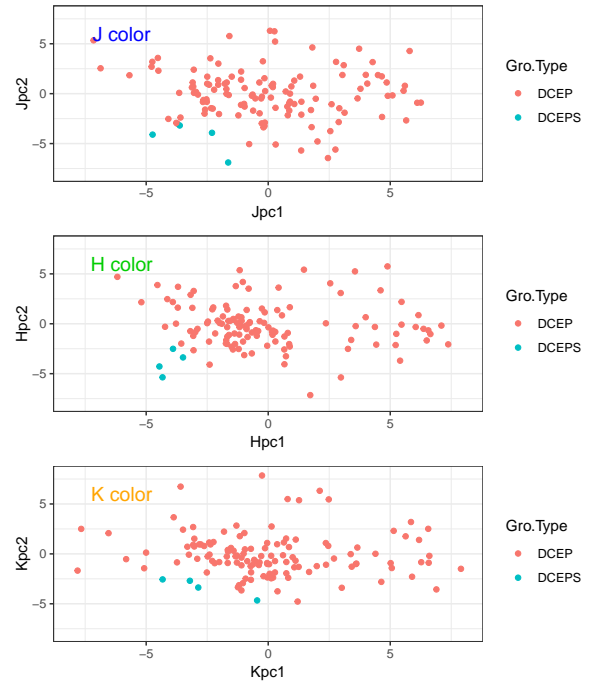 J color
5
0
−5
Jpc2
−5
0
5
Jpc1
Gro.Type
DCEP
DCEPS
H color
5
0
−5
Hpc2
−5
0
5
Hpc1
Gro.Type
DCEP
DCEPS
K color
5
0
−5
Kpc2
−5
0
5
Kpc1
Gro.Type
DCEP
DCEPS